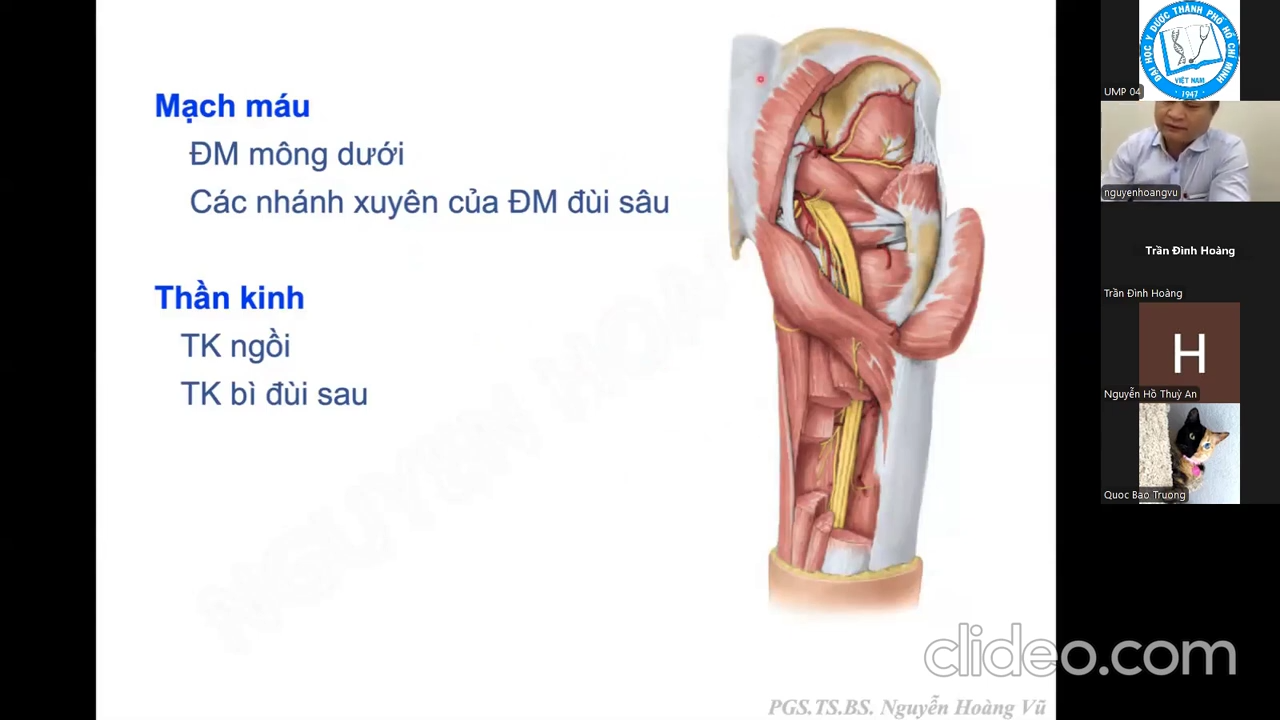 Mạch máu
ĐM mông dưới
Các nhánh xuyên của ĐM đùi sâu
Thần kinh
TK ngồi
TK bì đùi sau
NGUYEN HOANG
PGS.TS.BS. Nguyễn Hoàng Vũ
ĐẠI HỌC Y DƯỢC THÀNH PHỐ HỒ CHÍ MINH
VIỆT NAM
1947
UMP 04
nguyenhoangvu
Trần Đình Hoàng
Trần Đình Hoàng
H
Nguyễn Hồ Thuỳ An
Quoc Bao Truong
clideo.com